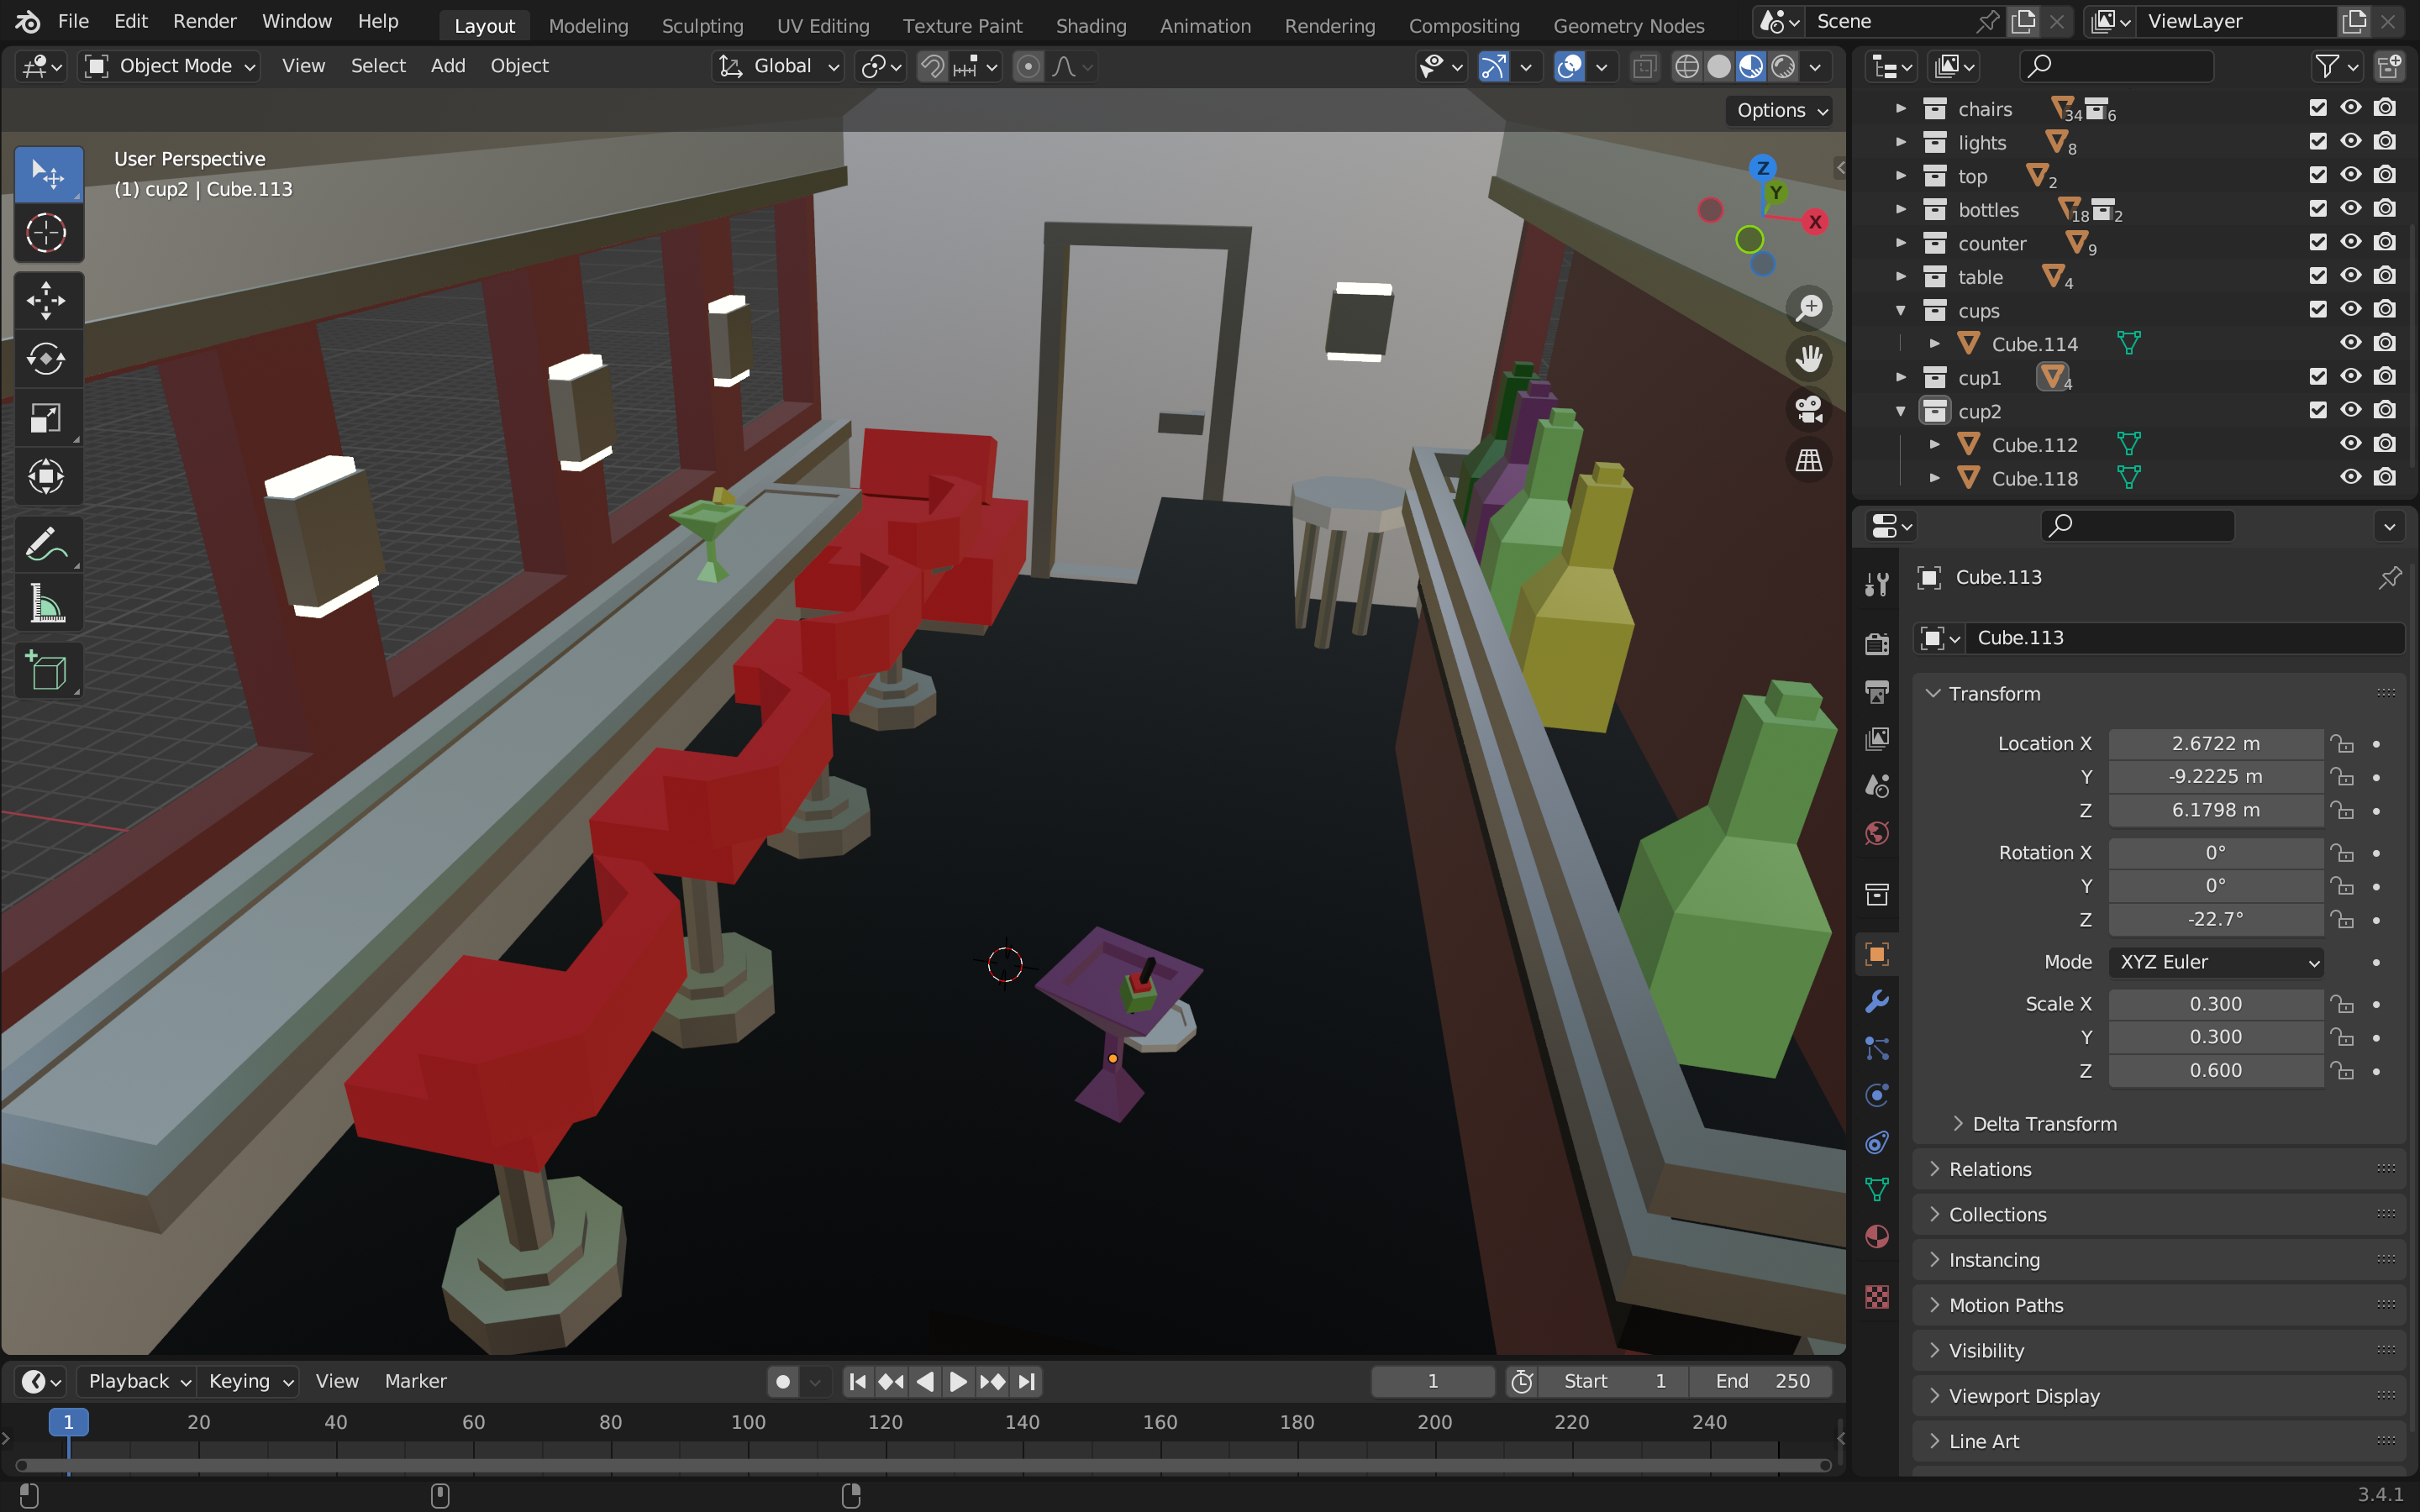 File Edit Render Window Help Layout Modeling Sculpting UV Editing Texture Paint Shading Animation Rendering Compositing Geometry Nodes Scene ViewLayer
Object Mode View Select Add Object Global
Options
User Perspective
(1) cup2 | Cube.113
Z
Y
X
chairs 34 6
lights 8
top 2
bottles 18 2
counter 9
table 4
cups
Cube.114
cup1 4
cup2
Cube.112
Cube.118
Cube.113
Cube.113
Transform
Location X 2.6722 m
Y -9.2225 m
Z 6.1798 m
Rotation X 0°
Y 0°
Z -22.7°
Mode XYZ Euler
Scale X 0.300
Y 0.300
Z 0.600
Delta Transform
Relations
Collections
Instancing
Motion Paths
Visibility
Viewport Display
Line Art
Playback Keying View Marker 1 Start 1 End 250
1 20 40 60 80 100 120 140 160 180 200 220 240
3.4.1